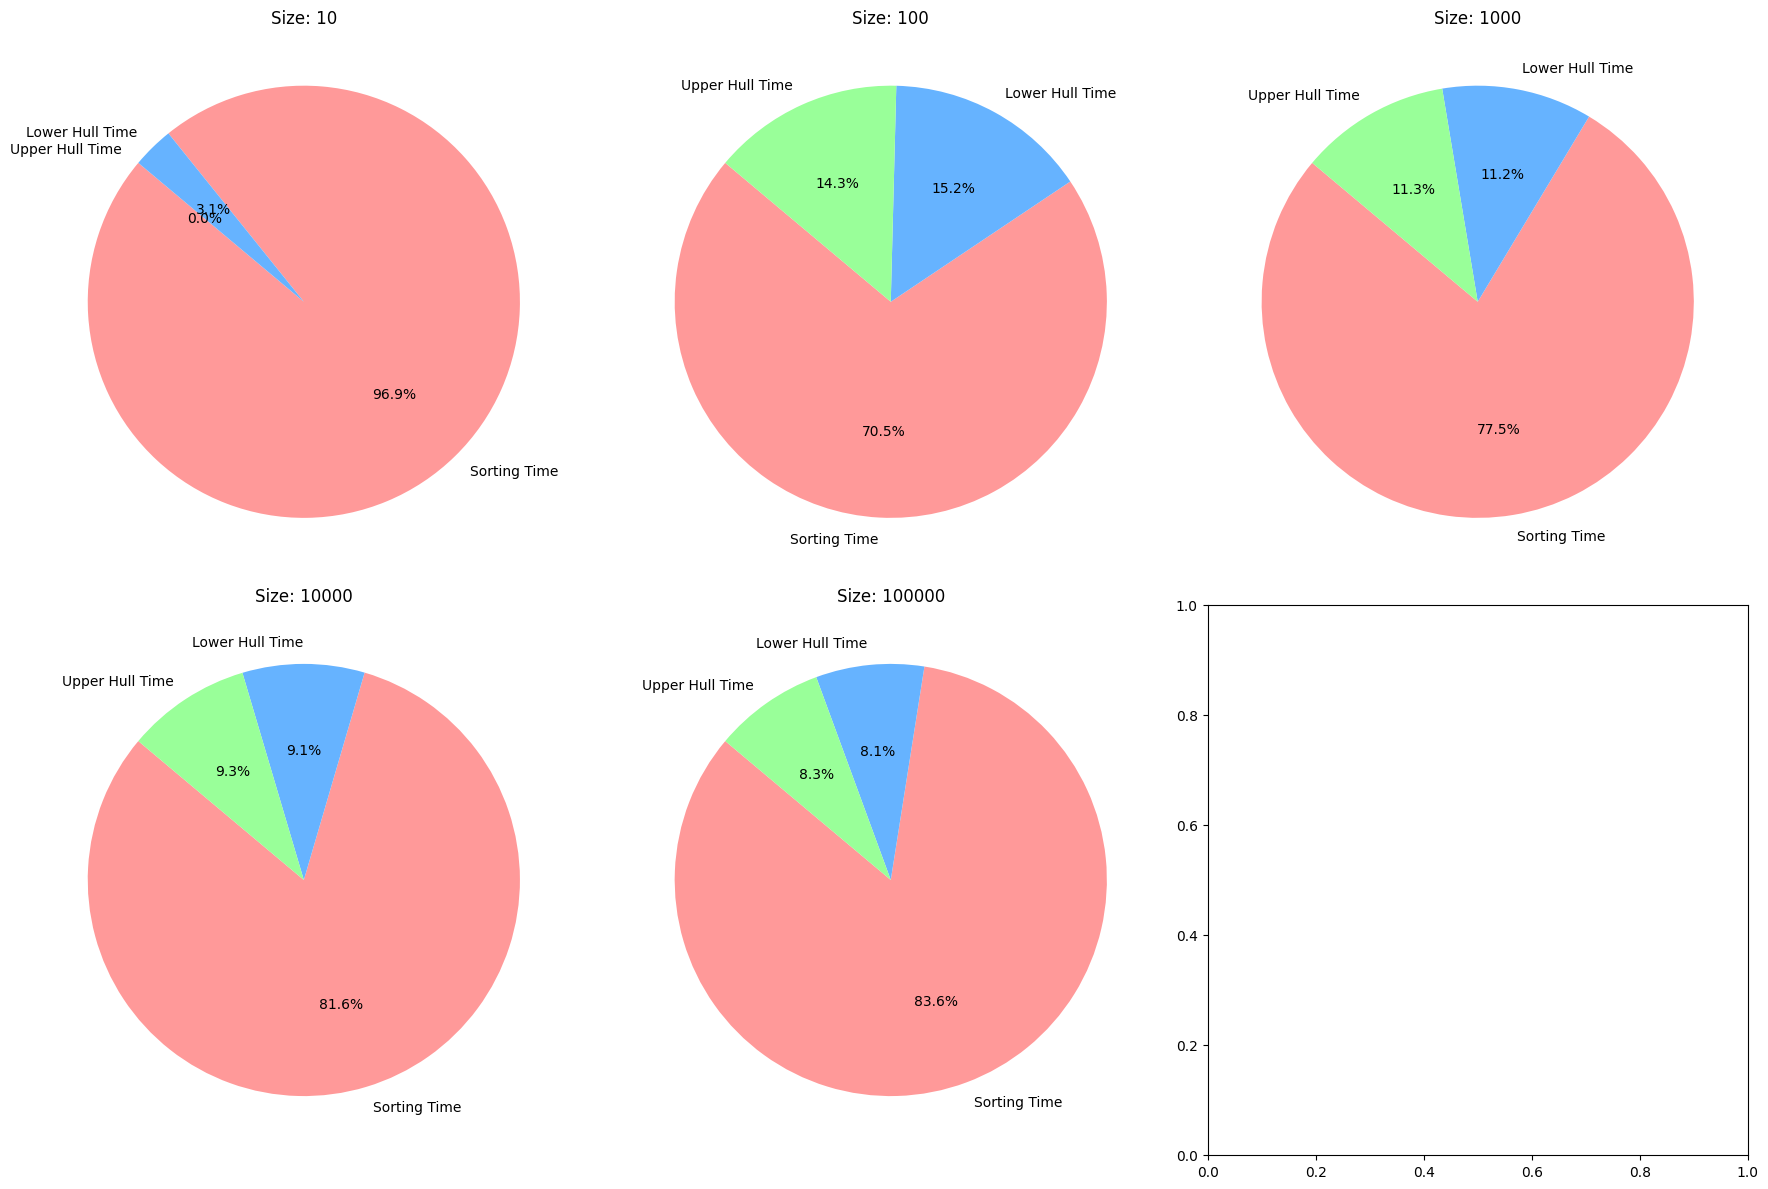 Size: 10
Lower Hull Time
Upper Hull Time
3.1%
0.0%
96.9%
Sorting Time
Size: 100
Upper Hull Time
Lower Hull Time
14.3%
15.2%
70.5%
Sorting Time
Size: 1000
Lower Hull Time
Upper Hull Time
11.3%
11.2%
77.5%
Sorting Time
Size: 10000
Lower Hull Time
Upper Hull Time
9.1%
9.3%
81.6%
Sorting Time
Size: 100000
Lower Hull Time
Upper Hull Time
8.1%
8.3%
83.6%
Sorting Time
1.0
0.8
0.6
0.4
0.2
0.0
0.0 0.2 0.4 0.6 0.8 1.0